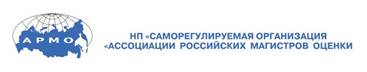 АРМО
НП «САМОРЕГУЛИРУЕМАЯ ОРГАНИЗАЦИЯ
«АССОЦИАЦИИ РОССИЙСКИХ МАГИСТРОВ ОЦЕНКИ